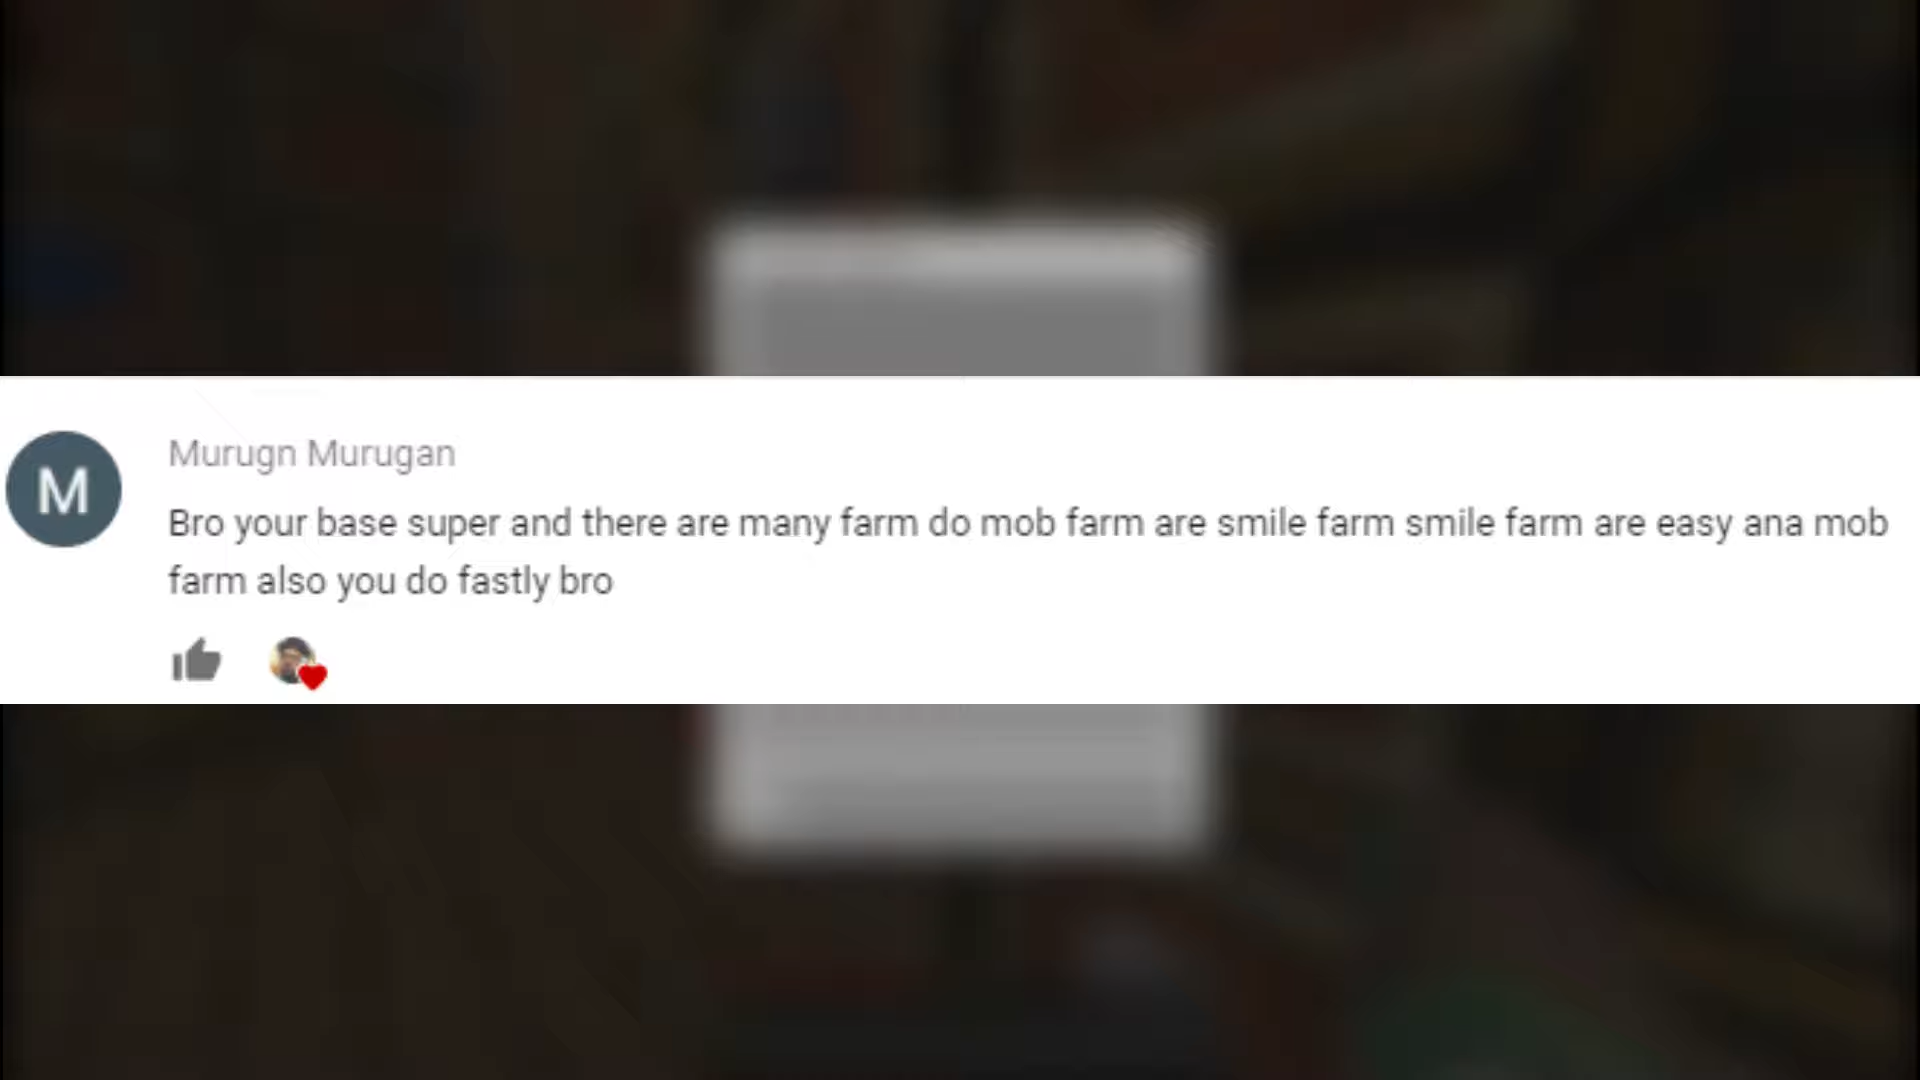 M
Murugn Murugan
Bro your base super and there are many farm do mob farm are smile farm smile farm are easy ana mob
farm also you do fastly bro